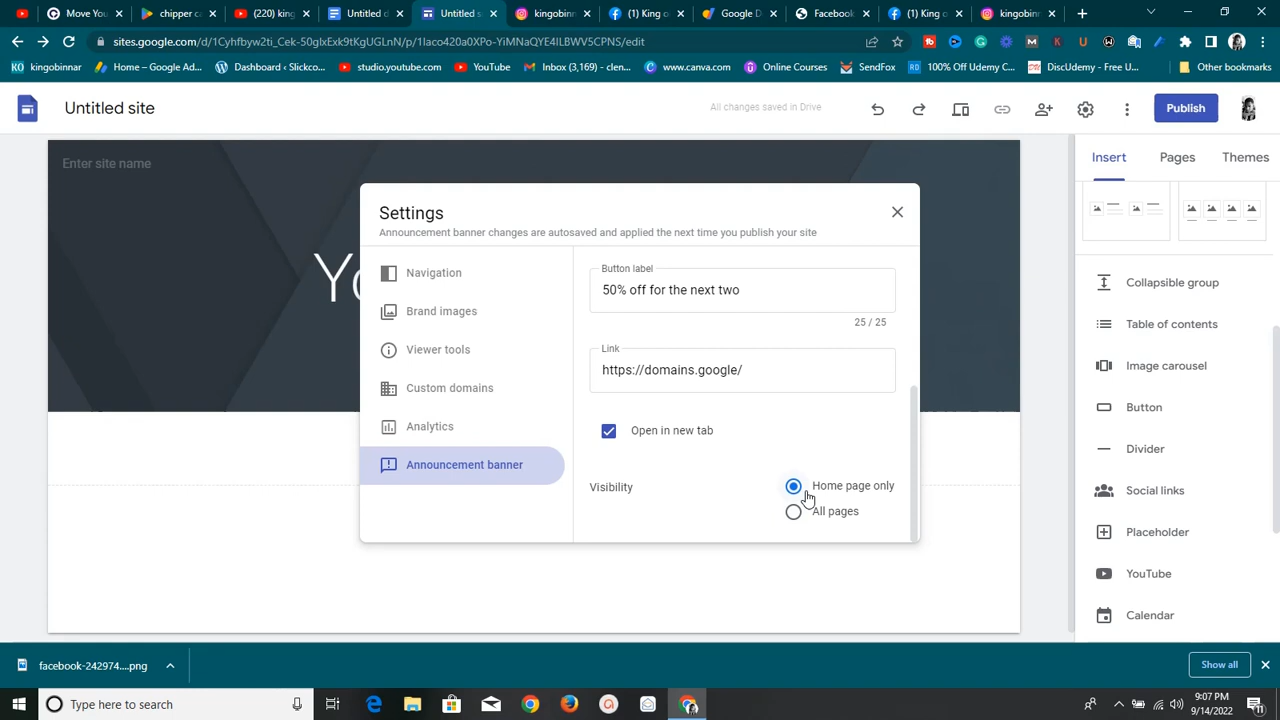 Move You
chipper ca
(220) king
Untitled d
Untitled s
kingobinn
(1) King o
Google D
Facebook
(1) King o
kingobinn
sites.google.com/d/1Cyhfbyw2ti_Cek-50glxExk9tKgUGLnN/p/1Iaco420a0XPo-YiMNaQYE4ILBWV5CPNS/edit
kingobinnar
Home – Google Ad...
Dashboard ‹ Slickco...
studio.youtube.com
YouTube
Inbox (3,169) - clen...
www.canva.com
Online Courses
SendFox
100% Off Udemy C...
DiscUdemy - Free U...
Other bookmarks
Untitled site
All changes saved in Drive
Publish
Enter site name
Yo
Insert
Pages
Themes
Settings
Announcement banner changes are autosaved and applied the next time you publish your site
Navigation
Brand images
Viewer tools
Custom domains
Analytics
Announcement banner
Button label
50% off for the next two
25 / 25
Link
https://domains.google/
Open in new tab
Visibility
Home page only
All pages
Collapsible group
Table of contents
Image carousel
Button
Divider
Social links
Placeholder
YouTube
Calendar
facebook-242974....png
Show all
Type here to search
9:07 PM
9/14/2022